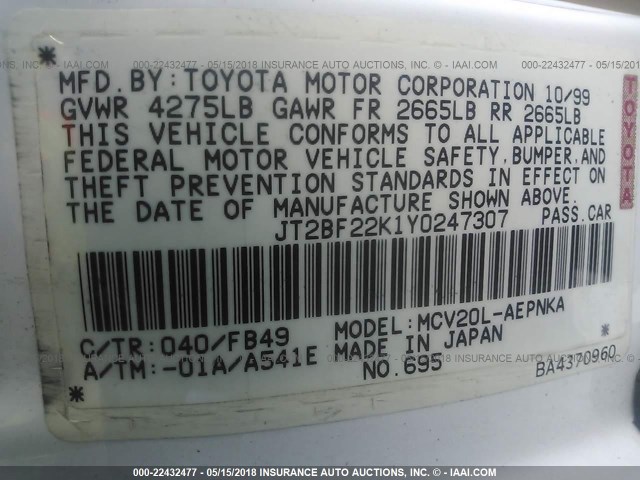 000-22432477 - 05/15/2018 INSURANCE AUTO AUCTIONS - © - IAAI.COM
* MFD. BY: TOYOTA MOTOR CORPORATION 10/99
GVWR 4275LB GAWR FR 2665LB RR 2665LB
THIS VEHICLE CONFORMS TO ALL APPLICABLE
FEDERAL MOTOR VEHICLE SAFETY, BUMPER, AND
THEFT PREVENTION STANDARDS IN EFFECT ON
THE DATE OF MANUFACTURE SHOWN ABOVE.
JT2BF22K1Y0247307 PASS.CAR
TOYOTA
C/TR:040/FB49 MODEL:MCV20L-AEPNKA
A/TM:-01A/A541E MADE IN JAPAN
* NO.695 BA4370960 *
000-22432477 - 05/15/2018 INSURANCE AUTO AUCTIONS - © - IAAI.COM